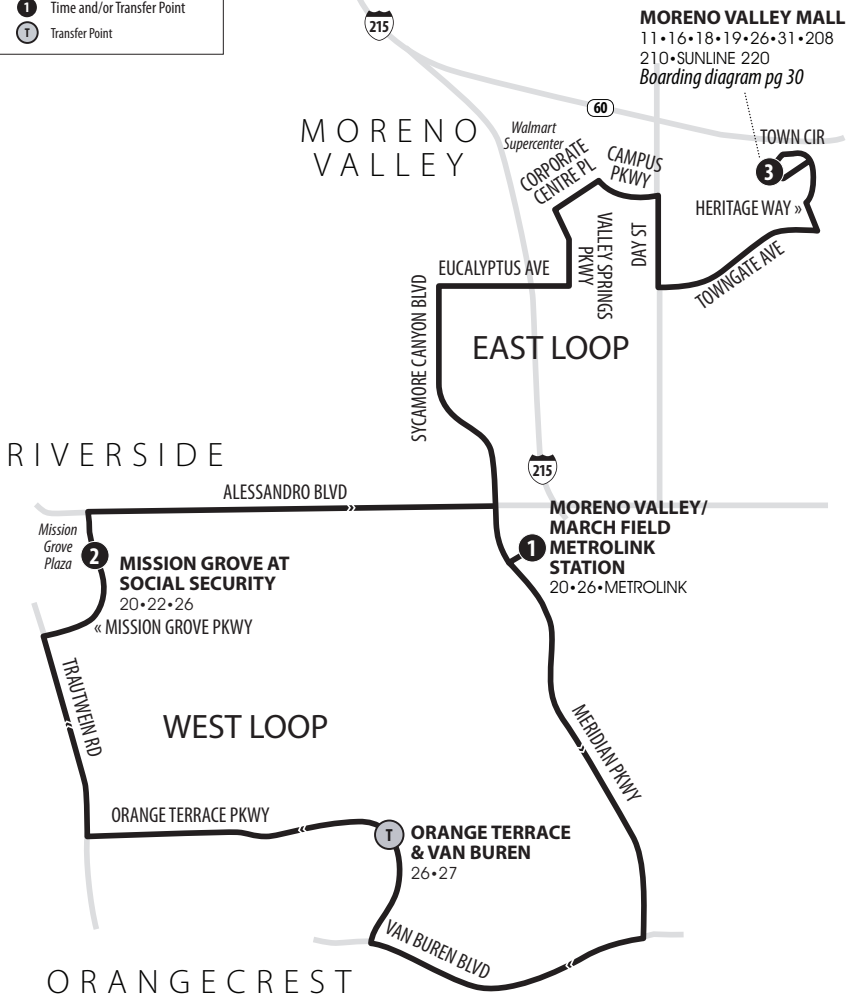 1 Time and/or Transfer Point
T Transfer Point
215
MORENO VALLEY MALL
11•16•18•19•26•31•208
210•SUNLINE 220
Boarding diagram pg 30
60
MORENO
VALLEY
Walmart
Supercenter
CORPORATE
CENTRE PL
CAMPUS
PKWY
TOWN CIR
3
HERITAGE WAY »
VALLEY SPRINGS
PKWY
DAY ST
TOWNGATE AVE
EUCALYPTUS AVE
SYCAMORE CANYON BLVD
EAST LOOP
RIVERSIDE
215
ALESSANDRO BLVD
»
MORENO VALLEY/
MARCH FIELD
METROLINK
STATION
20•26•METROLINK
1
Mission
Grove
Plaza
2
MISSION GROVE AT
SOCIAL SECURITY
20•22•26
« MISSION GROVE PKWY
TRAUTWEIN RD
»
WEST LOOP
MERIDIAN PKWY
»
ORANGE TERRACE PKWY
«
T
ORANGE TERRACE
& VAN BUREN
26•27
VAN BUREN BLVD
«
ORANGECREST